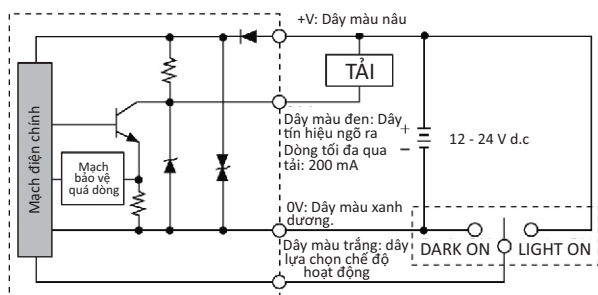 +V: Dây màu nâu
TẢI
Mạch điện chính
Dây màu đen: Dây
tín hiệu ngõ ra
Dòng tối đa qua
tải: 200 mA
+
12 - 24 V d.c
−
Mạch
bảo vệ
quá dòng
0V: Dây màu xanh
dương.
Dây màu trắng: dây
lựa chọn chế độ
hoạt động
DARK ON
LIGHT ON